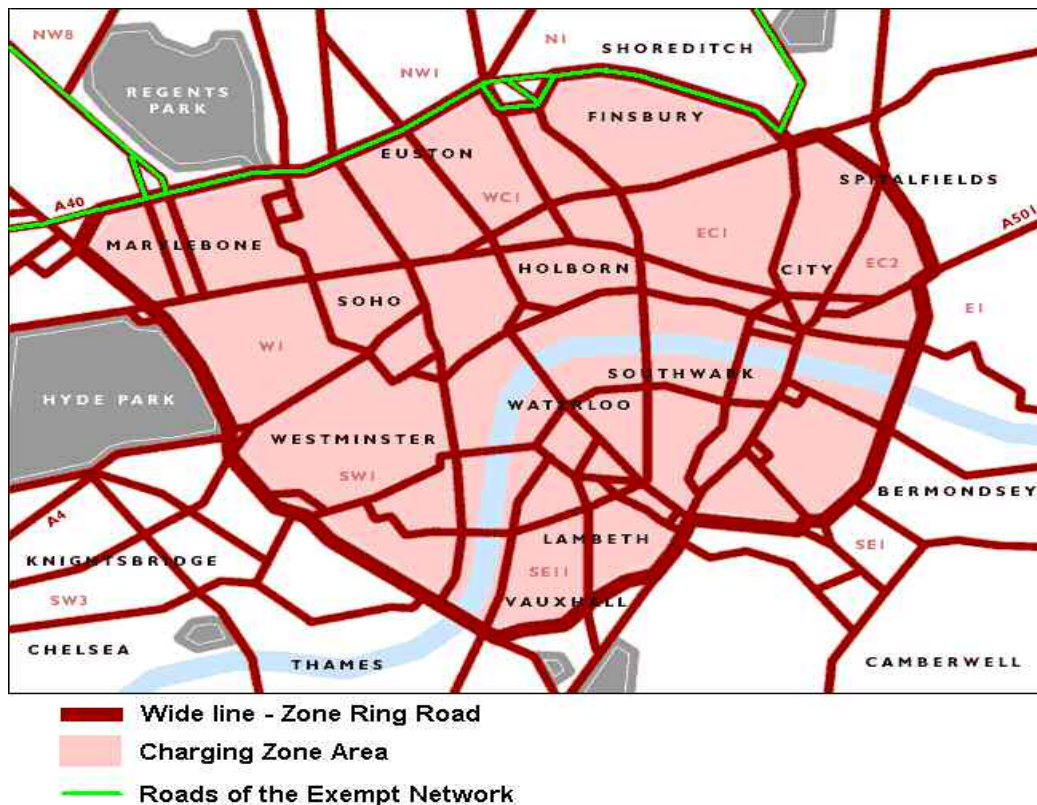 NW8
N1
SHOREDITCH
NW1
REGENTS
PARK
FINSBURY
EUSTON
SPITALFIELDS
WC1
A40
A501
EC1
MARYLEBONE
HOLBORN
CITY
EC2
SOHO
E1
W1
SOUTHWARK
HYDE PARK
WATERLOO
WESTMINSTER
SW1
BERMONDSEY
A4
LAMBETH
SE1
KNIGHTSBRIDGE
SE11
SW3
VAUXHALL
CHELSEA
THAMES
CAMBERWELL
Wide line - Zone Ring Road
Charging Zone Area
Roads of the Exempt Network